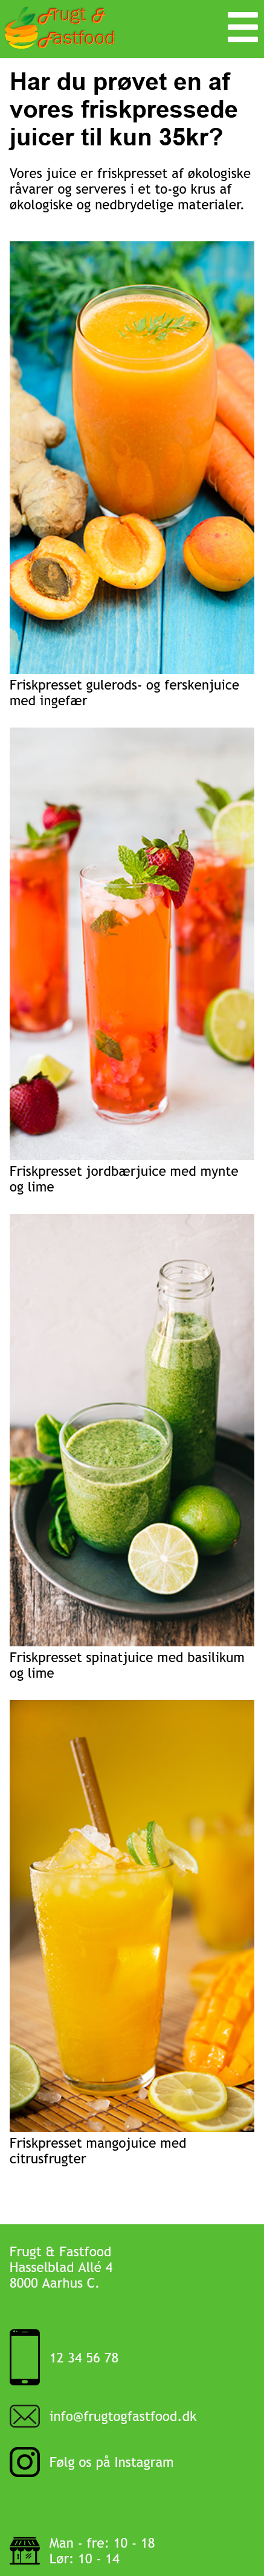 Frugt &
Fastfood
Har du prøvet en af
vores friskpressede
juicer til kun 35kr?
Vores juice er friskpresset af økologiske
råvarer og serveres i et to-go krus af
økologiske og nedbrydelige materialer.
Friskpresset gulerods- og ferskenjuice
med ingefær
Friskpresset jordbærjuice med mynte
og lime
Friskpresset spinatjuice med basilikum
og lime
Friskpresset mangojuice med
citrusfrugter
Frugt & Fastfood
Hasselblad Allé 4
8000 Aarhus C.
12 34 56 78
info@frugtogfastfood.dk
Følg os på Instagram
Man - fre: 10 - 18
Lør: 10 - 14